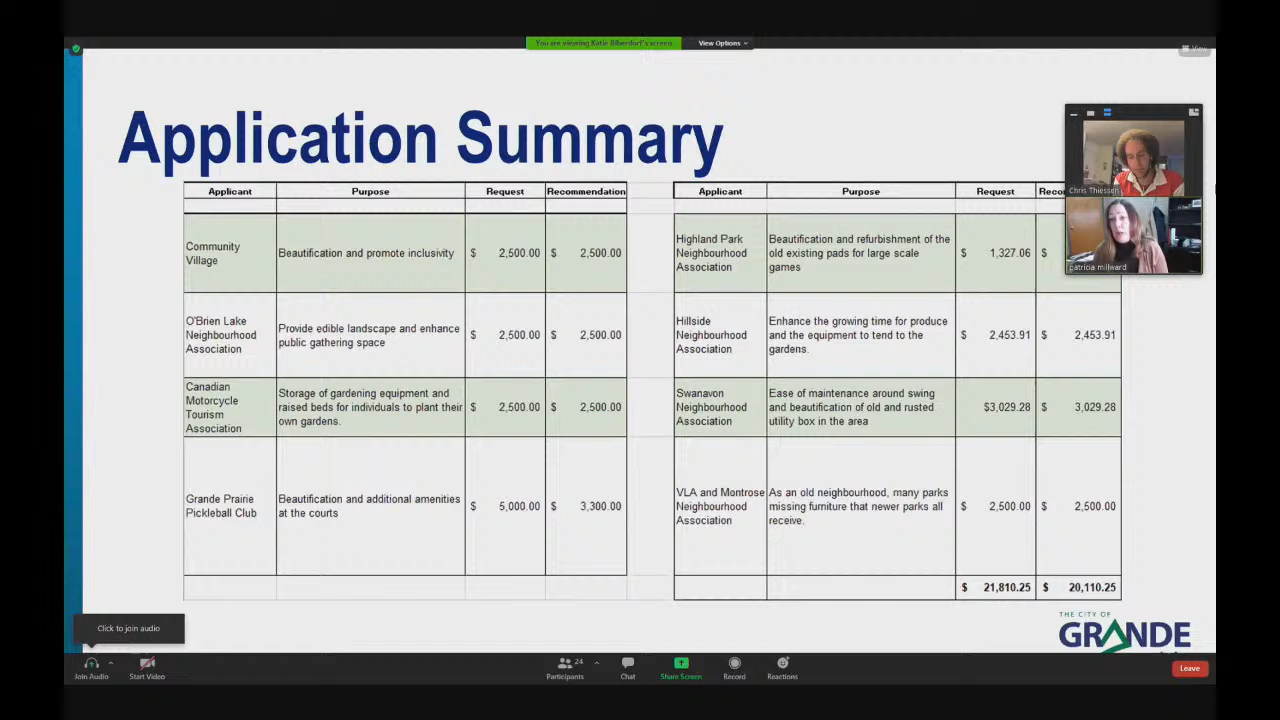 You are viewing Katie Biberdorf's screen
View Options
View
Application Summary
Applicant Purpose Request Recommendation
Community
Village
Beautification and promote inclusivity
$ 2,500.00 $ 2,500.00
O'Brien Lake
Neighbourhood
Association
Provide edible landscape and enhance
public gathering space
$ 2,500.00 $ 2,500.00
Canadian
Motorcycle
Tourism
Association
Storage of gardening equipment and
raised beds for individuals to plant their
own gardens.
$ 2,500.00 $ 2,500.00
Grande Prairie
Pickleball Club
Beautification and additional amenities
at the courts
$ 5,000.00 $ 3,300.00
Applicant Purpose Request
Highland Park
Neighbourhood
Association
Beautification and refurbishment of the
old existing pads for large scale
games
$ 1,327.06 $
Hillside
Neighbourhood
Association
Enhance the growing time for produce
and the equipment to tend to the
gardens.
$ 2,453.91 $ 2,453.91
Swanavon
Neighbourhood
Association
Ease of maintenance around swing
and beautification of old and rusted
utility box in the area
$3,029.28 $ 3,029.28
VLA and Montrose
Neighbourhood
Association
As an old neighbourhood, many parks
missing furniture that newer parks all
receive.
$ 2,500.00 $ 2,500.00
$ 21,810.25 $ 20,110.25
Chris Thiessen
patricia millward
THE CITY OF
GRANDE
Click to join audio
Join Audio
Start Video
24
Participants
Chat
Share Screen
Record
Reactions
Leave